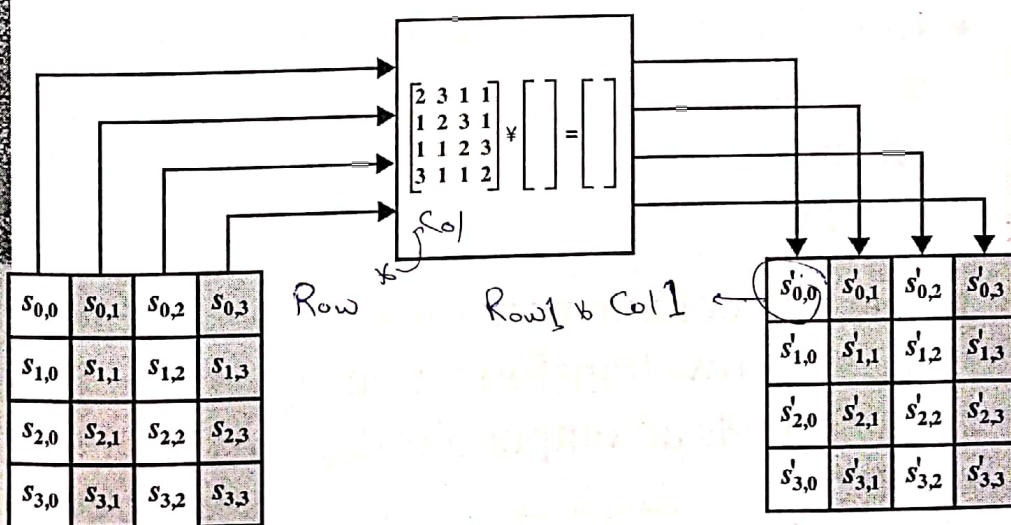 [2 3 1 1
1 2 3 1
1 1 2 3
3 1 1 2] ¥ [ ] = [ ]
Col
Row
Row1 Col1
s0,0 s0,1 s0,2 s0,3
s1,0 s1,1 s1,2 s1,3
s2,0 s2,1 s2,2 s2,3
s3,0 s3,1 s3,2 s3,3
s'0,0 s'0,1 s'0,2 s'0,3
s'1,0 s'1,1 s'1,2 s'1,3
s'2,0 s'2,1 s'2,2 s'2,3
s'3,0 s'3,1 s'3,2 s'3,3